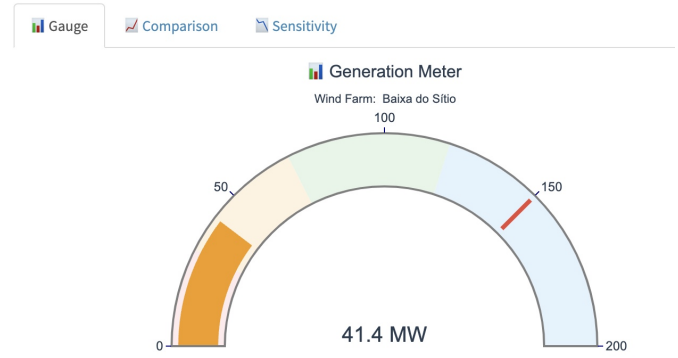 Gauge Comparison Sensitivity
Generation Meter
Wind Farm: Baixa do Sítio
100
50 150
41.4 MW
0 200